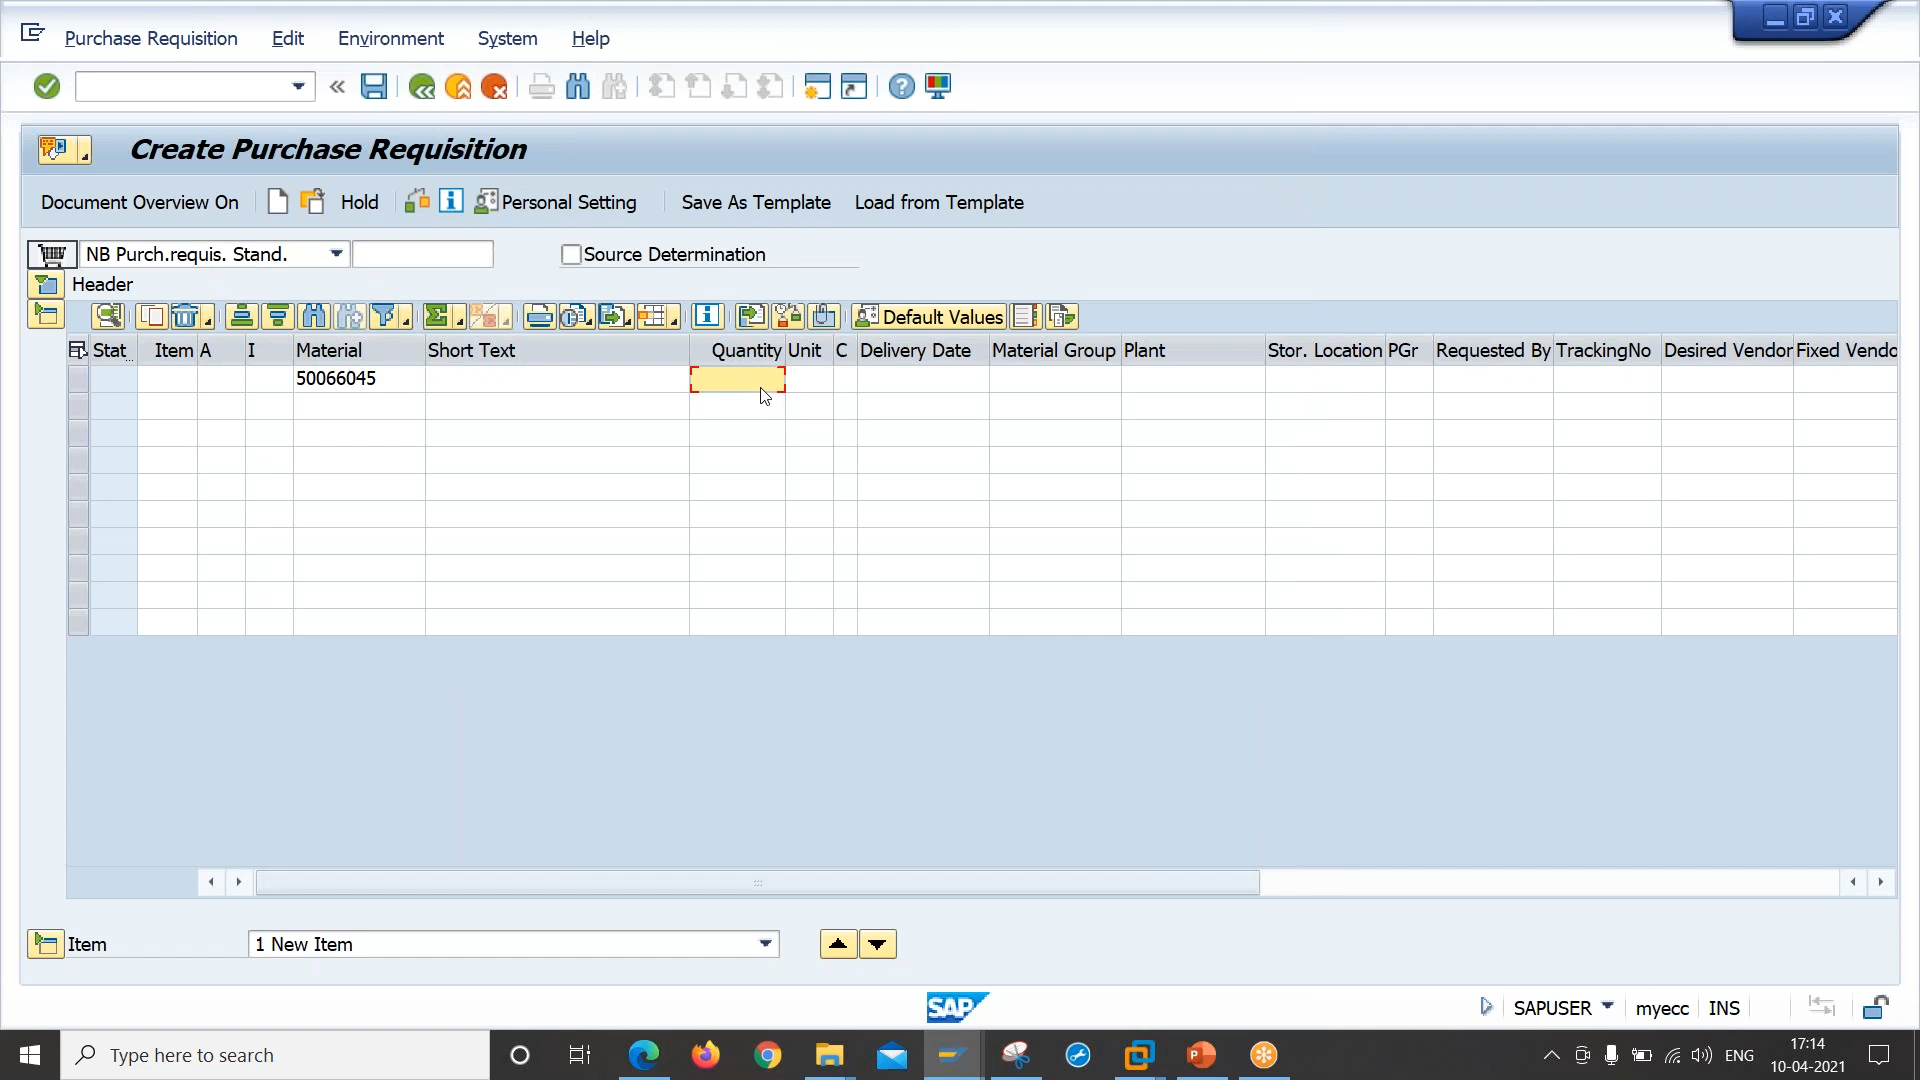 Purchase Requisition Edit Environment System Help
Create Purchase Requisition
Document Overview On Hold Personal Setting Save As Template Load from Template
NB Purch.requis. Stand. Source Determination
Header
Default Values
Stat Item A I Material Short Text Quantity Unit C Delivery Date Material Group Plant Stor. Location PGr Requested By TrackingNo Desired Vendor Fixed Vendo
50066045
Item 1 New Item
SAP SAPUSER myecc INS
Type here to search ENG 17:14
10-04-2021